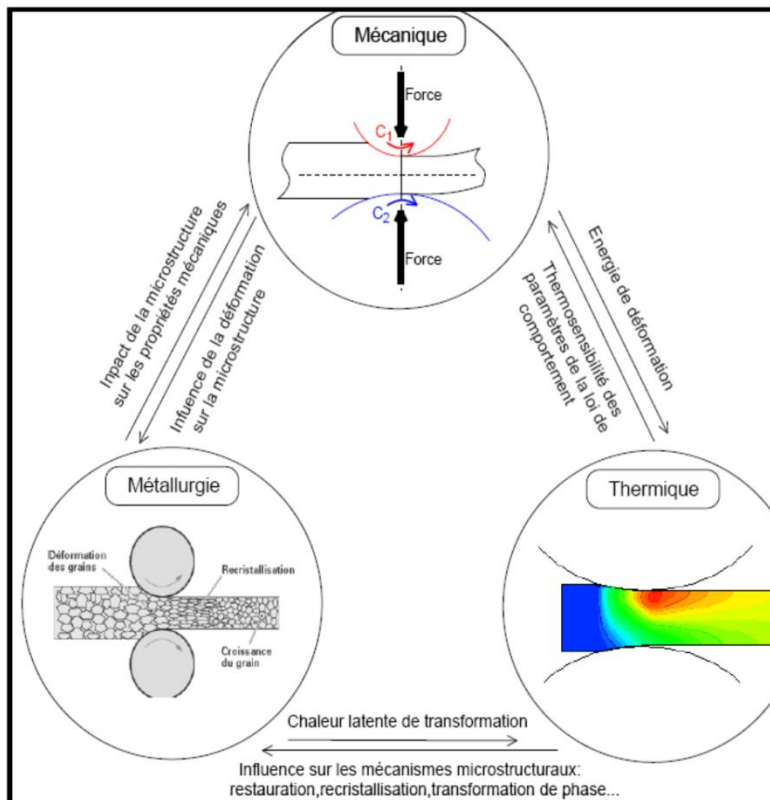 Mécanique
Force
C1
C2
Force
Inpact de la microstructure
sur les propriétés mécaniques
Infuence de la déformation
sur la microstructure
Energie de déformation
Thermosensibilité des
paramètres de la loi de
comportement
Métallurgie
Déformation
des grains
Recristallisation
Croissance
du grain
Thermique
Chaleur latente de transformation
Influence sur les mécanismes microstructuraux:
restauration,recristallisation,transformation de phase...